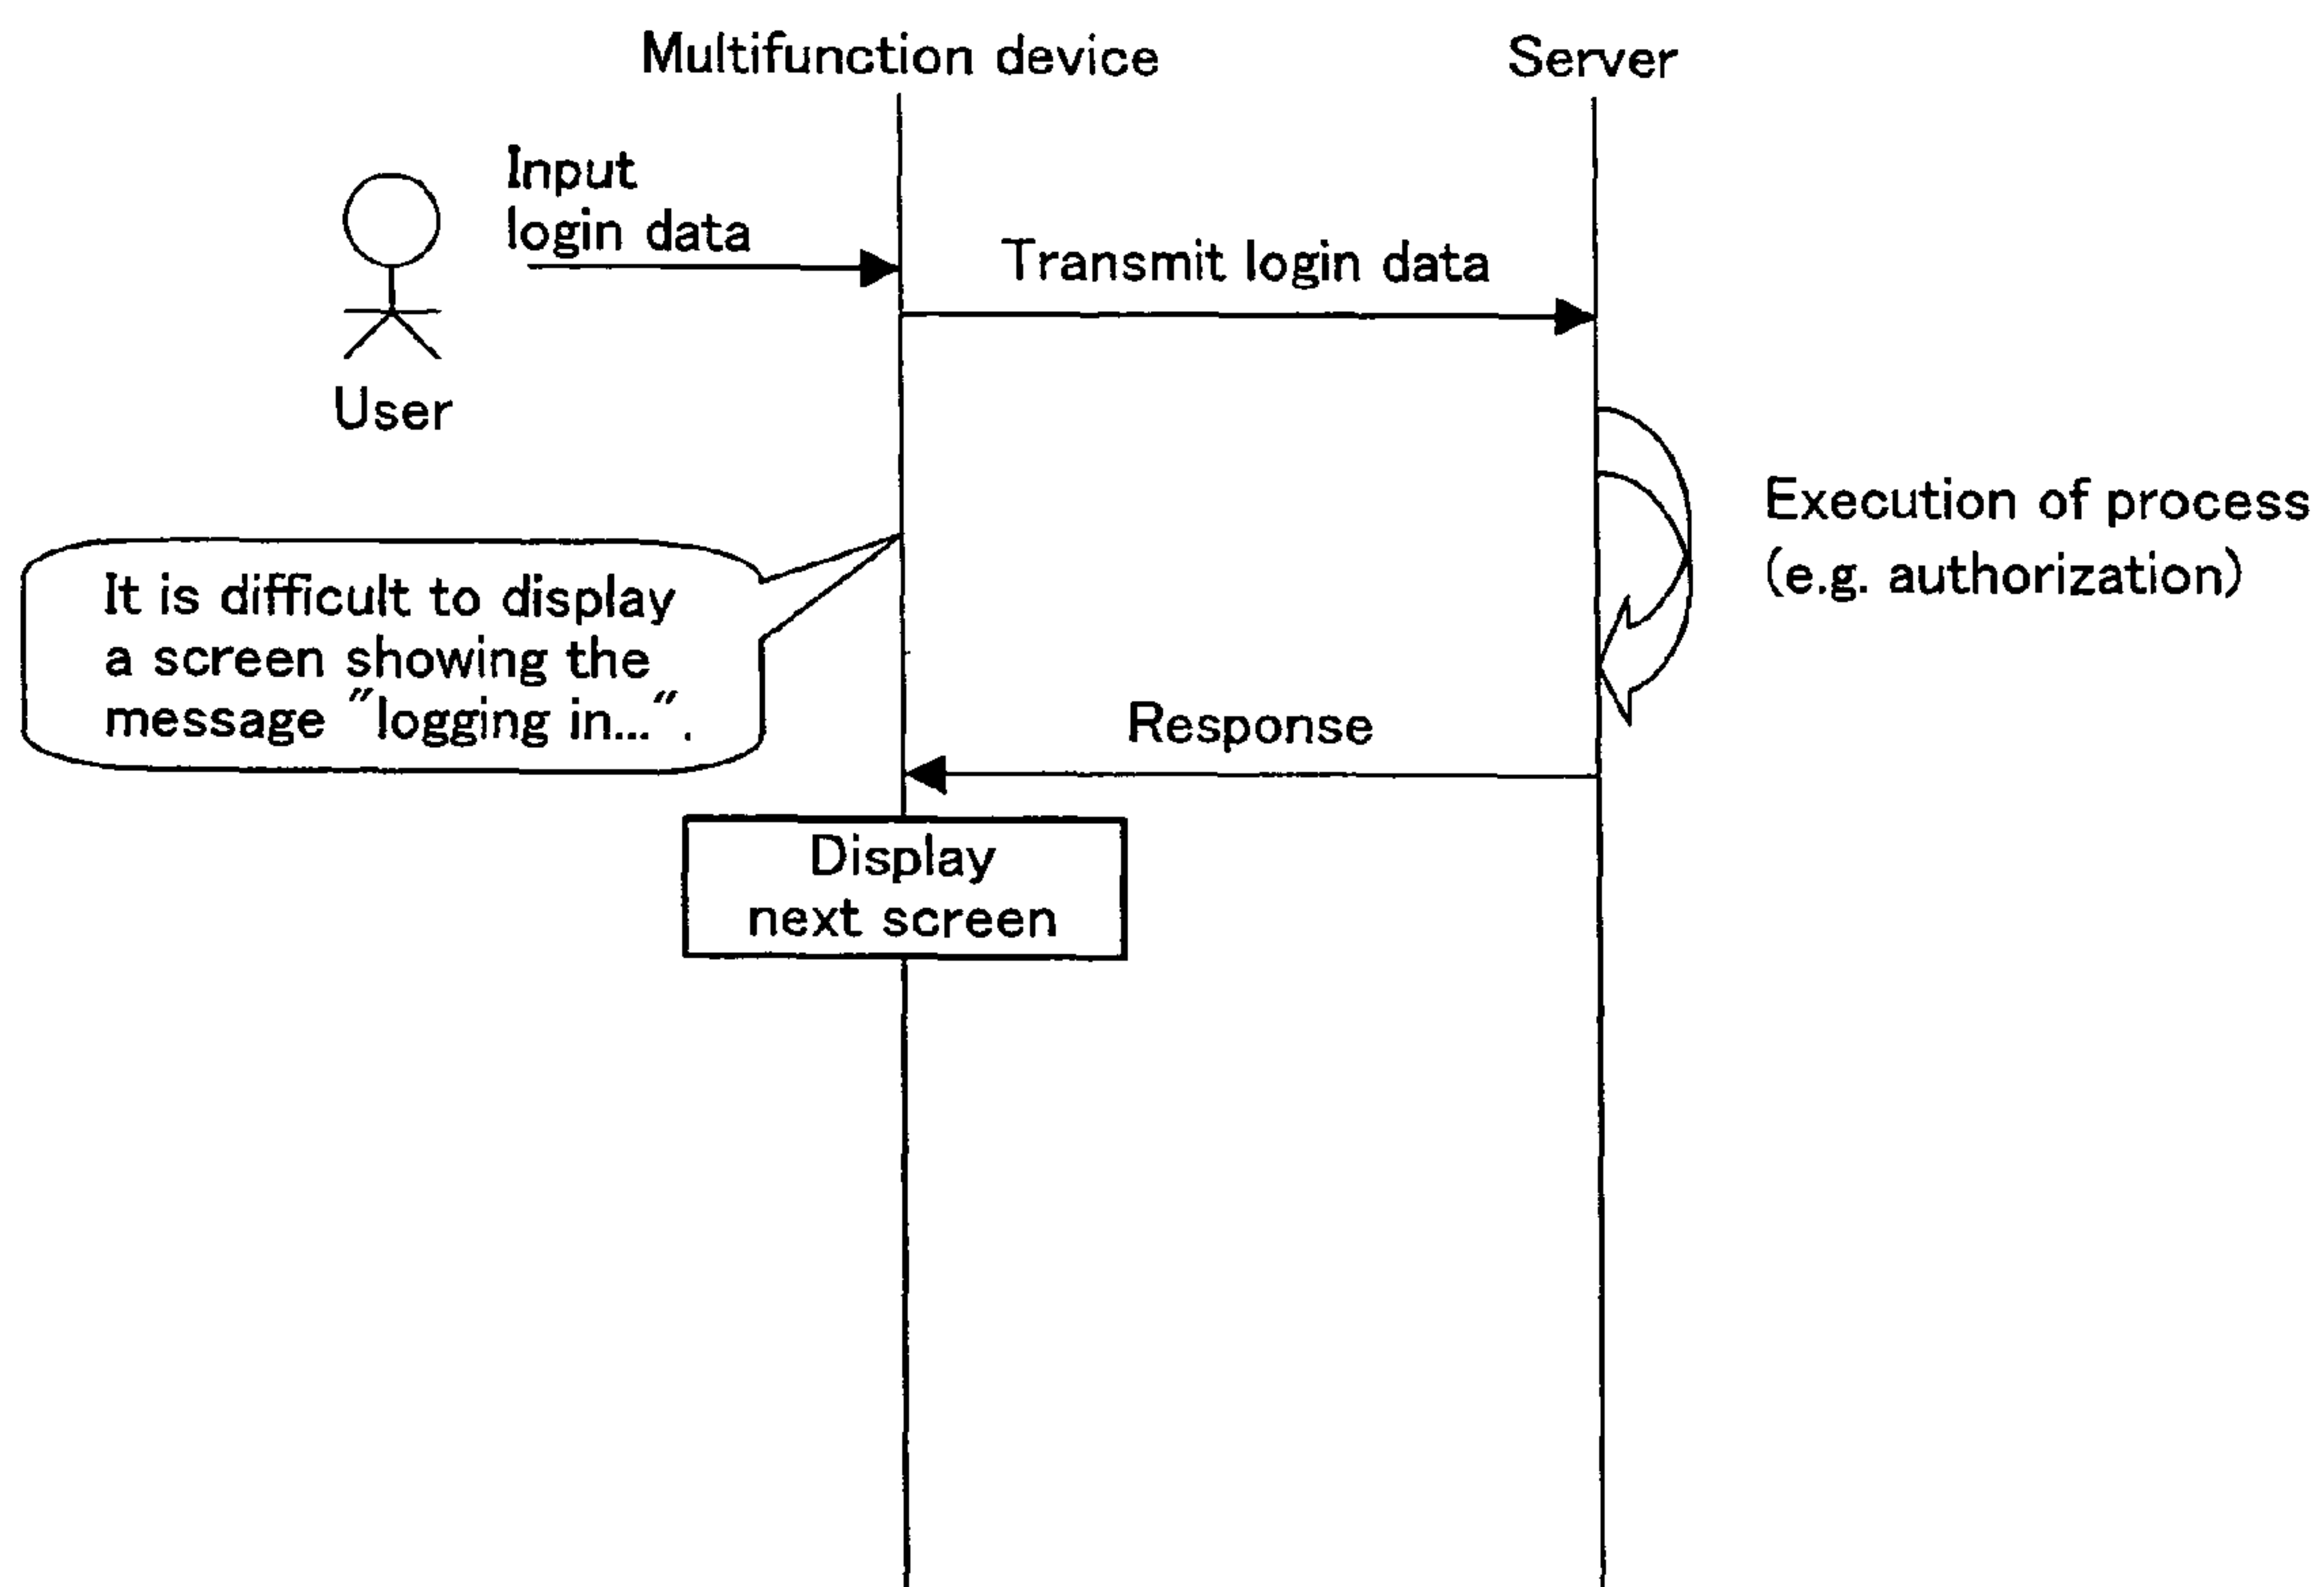 Multifunction device
Server
Input
login data
Transmit login data
User
Execution of process
(e.g. authorization)
It is difficult to display
a screen showing the
message ″logging in...“.
Response
Display
next screen